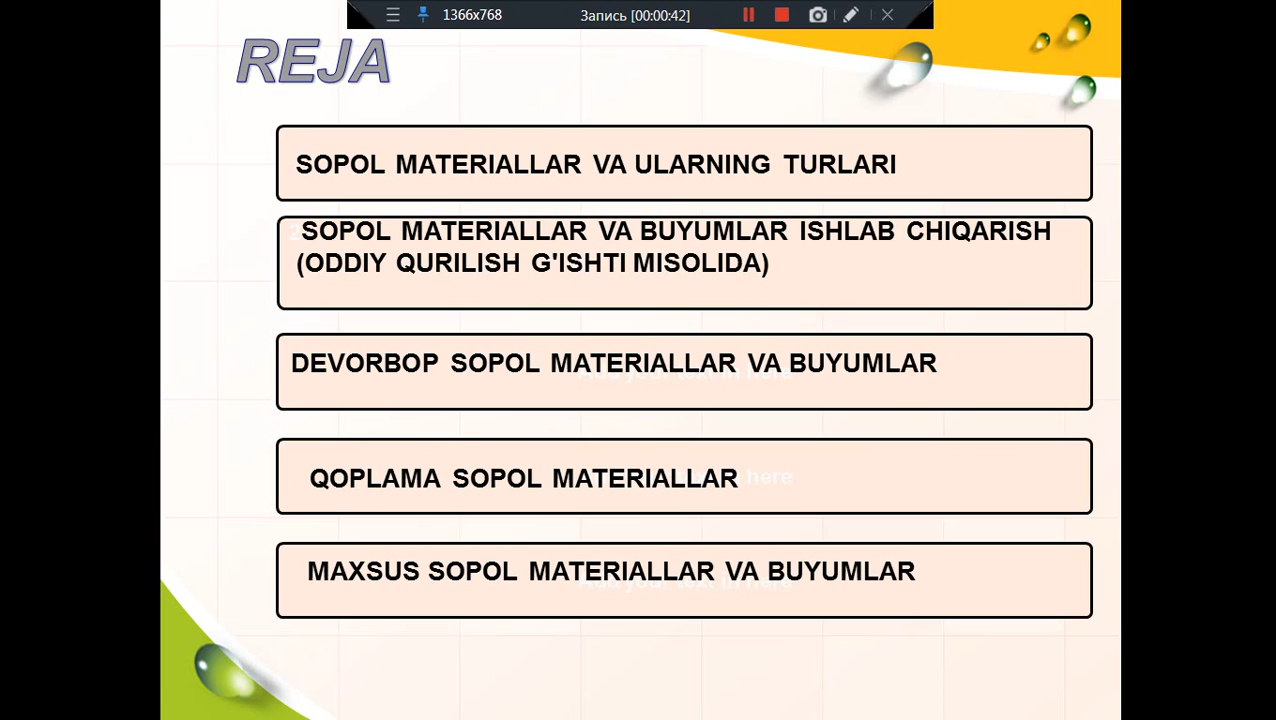 1366x768
Запись [00:00:42]
REJA
SOPOL MATERIALLAR VA ULARNING TURLARI
SOPOL MATERIALLAR VA BUYUMLAR ISHLAB CHIQARISH
(ODDIY QURILISH G'ISHTI MISOLIDA)
DEVORBOP SOPOL MATERIALLAR VA BUYUMLAR
QOPLAMA SOPOL MATERIALLAR
here
MAXSUS SOPOL MATERIALLAR VA BUYUMLAR